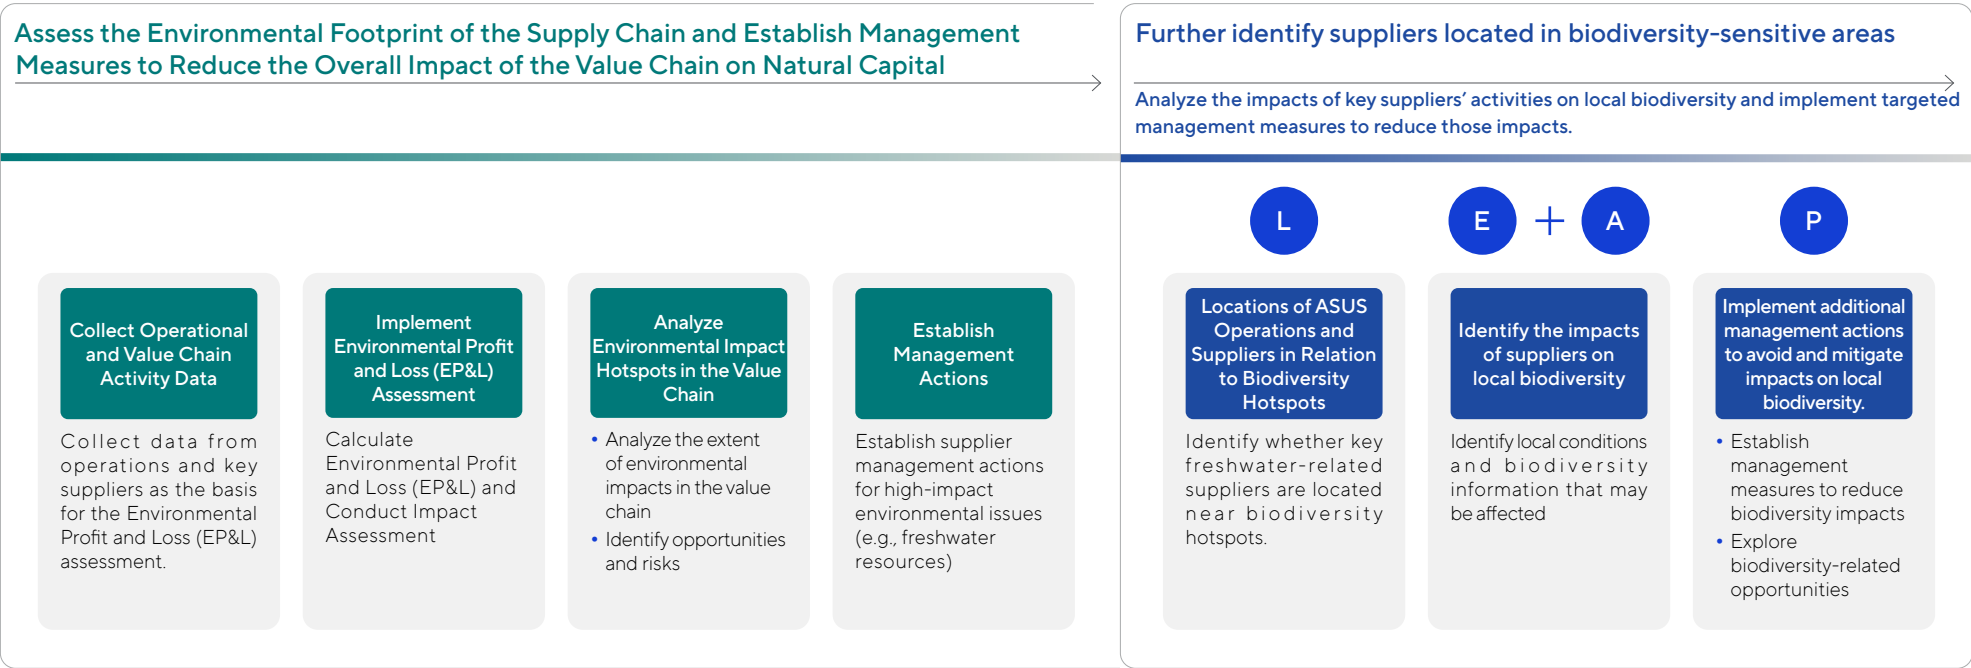 Assess the Environmental Footprint of the Supply Chain and Establish Management
Measures to Reduce the Overall Impact of the Value Chain on Natural Capital
Collect Operational
and Value Chain
Activity Data
Collect data from
operations and key
suppliers as the basis
for the Environmental
Profit and Loss (EP&L)
assessment.
Implement
Environmental Profit
and Loss (EP&L)
Assessment
Calculate
Environmental Profit
and Loss (EP&L) and
Conduct Impact
Assessment
Analyze
Environmental Impact
Hotspots in the Value
Chain
• Analyze the extent
of environmental
impacts in the value
chain
• Identify opportunities
and risks
Establish
Management
Actions
Establish supplier
management actions
for high-impact
environmental issues
(e.g., freshwater
resources)
Further identify suppliers located in biodiversity-sensitive areas
Analyze the impacts of key suppliers’ activities on local biodiversity and implement targeted
management measures to reduce those impacts.
L
Locations of ASUS
Operations and
Suppliers in Relation
to Biodiversity
Hotspots
Identify whether key
freshwater-related
suppliers are located
near biodiversity
hotspots.
E + A
Identify the impacts
of suppliers on
local biodiversity
Identify local conditions
and biodiversity
information that may
be affected
P
Implement additional
management actions
to avoid and mitigate
impacts on local
biodiversity.
• Establish
management
measures to reduce
biodiversity impacts
• Explore
biodiversity-related
opportunities